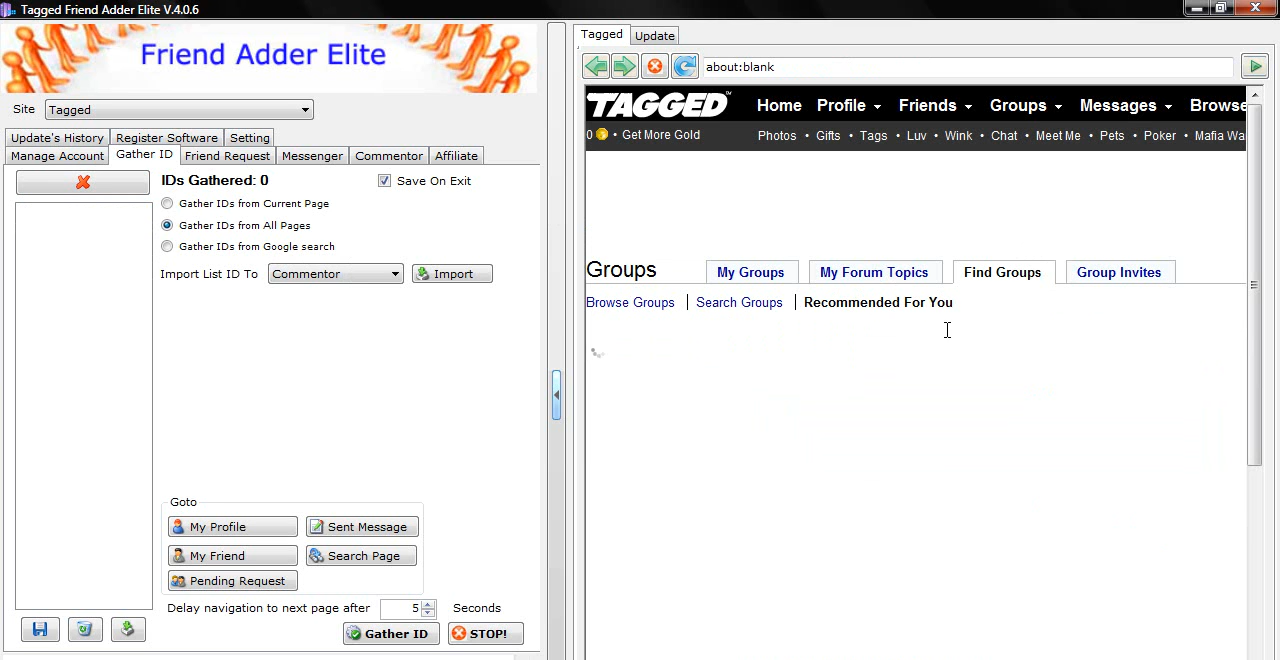 Tagged Friend Adder Elite V.4.0.6
Friend Adder Elite
Site Tagged
Update's History Register Software Setting
Manage Account Gather ID Friend Request Messenger Commentor Affiliate
IDs Gathered: 0 Save On Exit
Gather IDs from Current Page
Gather IDs from All Pages
Gather IDs from Google search
Import List ID To Commentor Import
Goto
My Profile Sent Message
My Friend Search Page
Pending Request
Delay navigation to next page after 5 Seconds
Gather ID STOP!
Tagged Update
about:blank
TAGGED™ Home Profile Friends Groups Messages Browse
0 • Get More Gold Photos • Gifts • Tags • Luv • Wink • Chat • Meet Me • Pets • Poker • Mafia Wa
Groups My Groups My Forum Topics Find Groups Group Invites
Browse Groups | Search Groups | Recommended For You